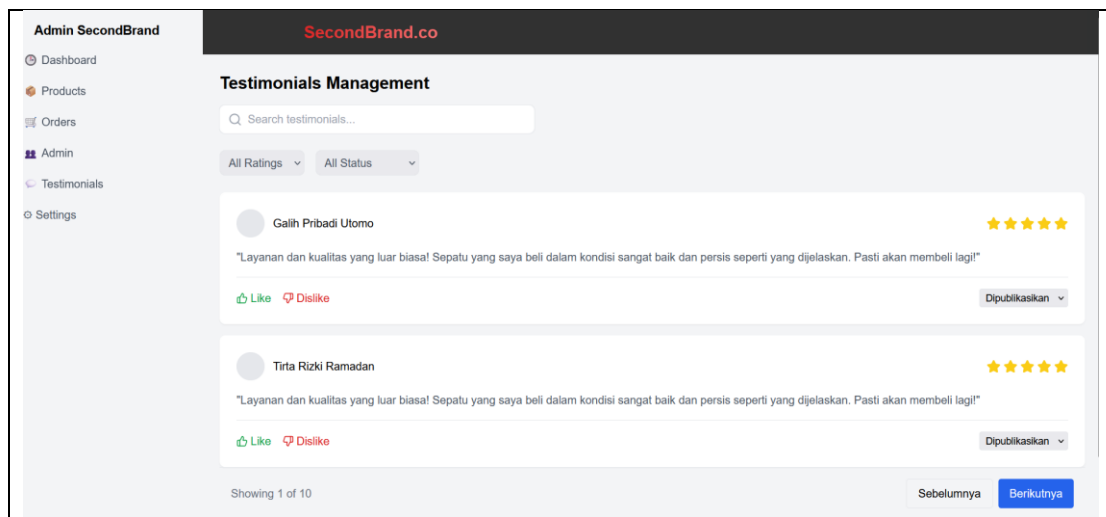 Admin SecondBrand
SecondBrand.co
Dashboard
Products
Orders
Admin
Testimonials
Settings
Testimonials Management
Search testimonials...
All Ratings All Status
Galih Pribadi Utomo
"Layanan dan kualitas yang luar biasa! Sepatu yang saya beli dalam kondisi sangat baik dan persis seperti yang dijelaskan. Pasti akan membeli lagi!"
Like Dislike Dipublikasikan
Tirta Rizki Ramadan
"Layanan dan kualitas yang luar biasa! Sepatu yang saya beli dalam kondisi sangat baik dan persis seperti yang dijelaskan. Pasti akan membeli lagi!"
Like Dislike Dipublikasikan
Showing 1 of 10 Sebelumnya Berikutnya